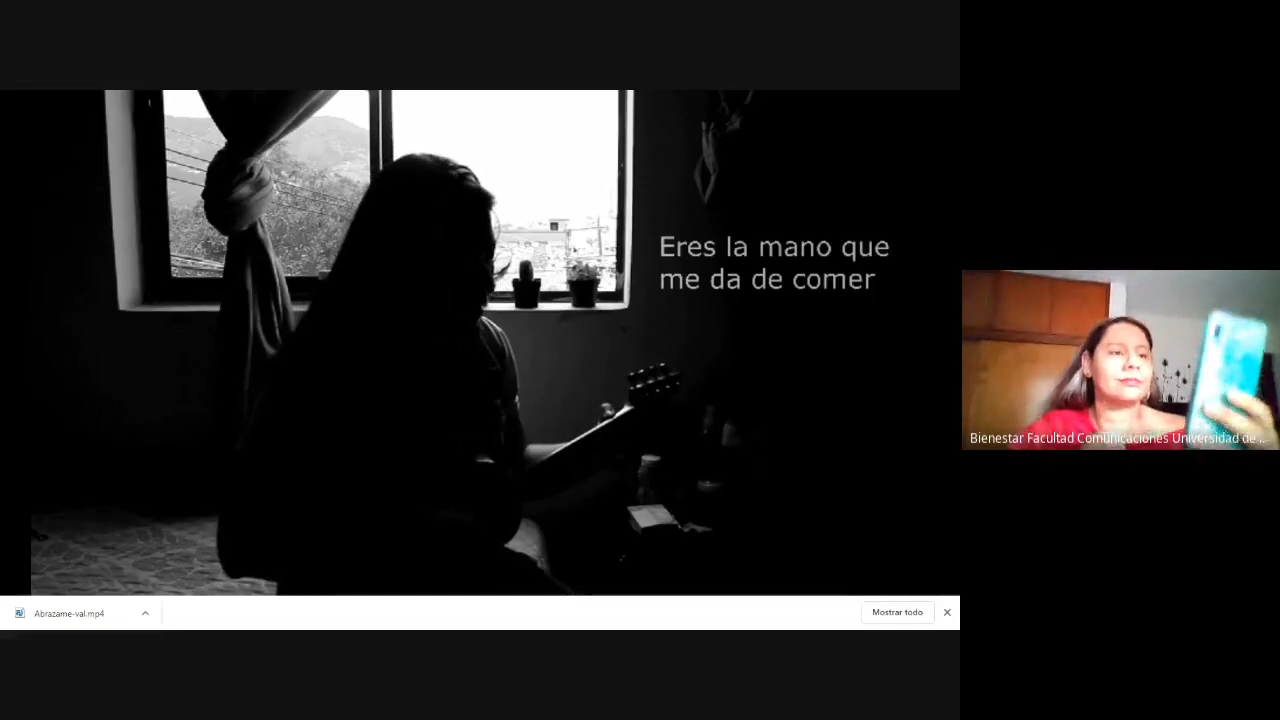 Eres la mano que
me da de comer
Bienestar Facultad Comunicaciones Universidad de ...
Abrazame-val.mp4
Mostrar todo